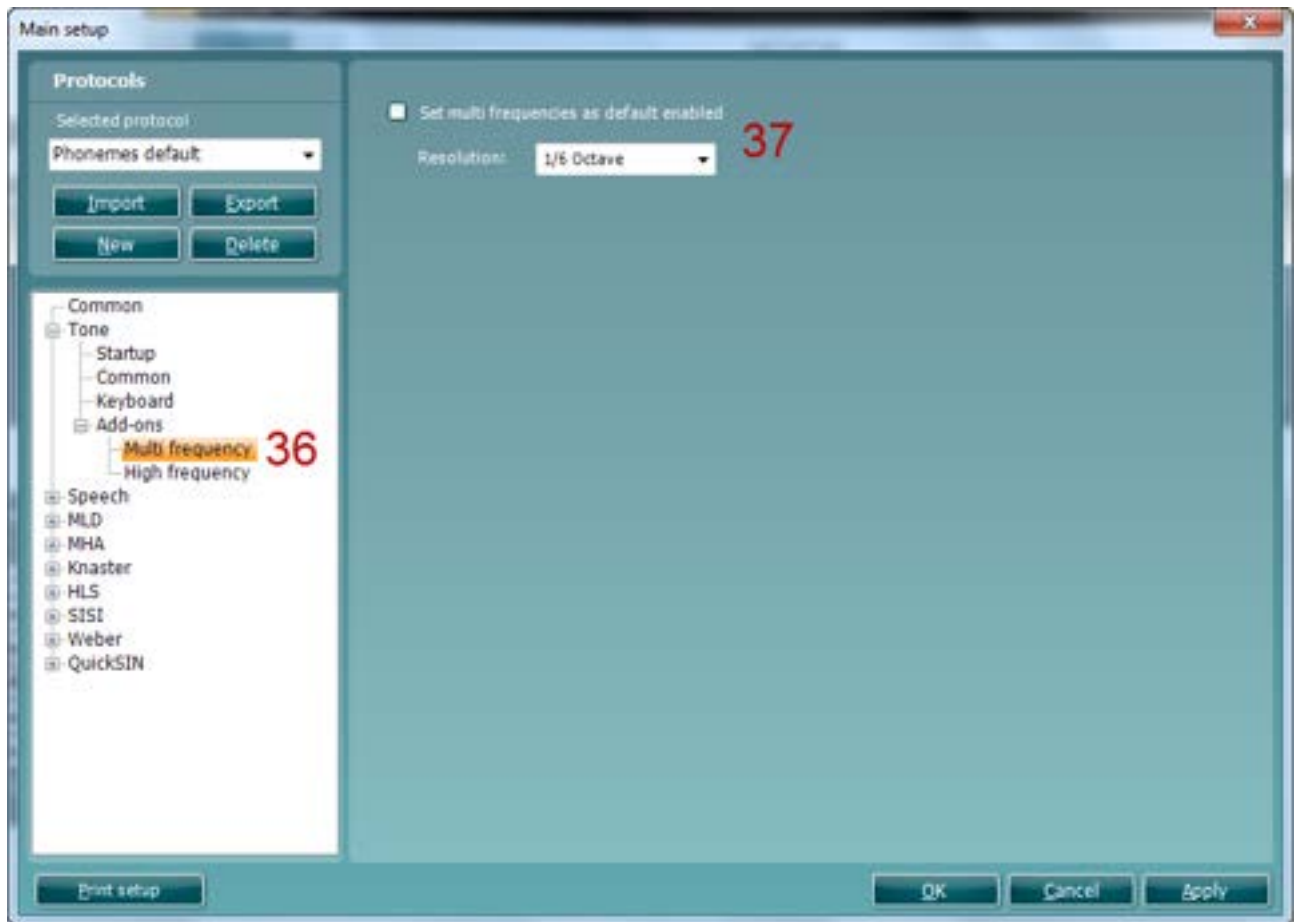 Main setup
Protocols
Selected protocol
Phonemes default
Import Export
New Delete
Common
Tone
Startup
Common
Keyboard
Add-ons
Multi frequency 36
High frequency
Speech
MLD
MHA
Knaster
HLS
SISI
Weber
QuickSIN
Set multi frequencies as default enabled
37
Resolution: 1/6 Octave
Print setup
OK Cancel Apply